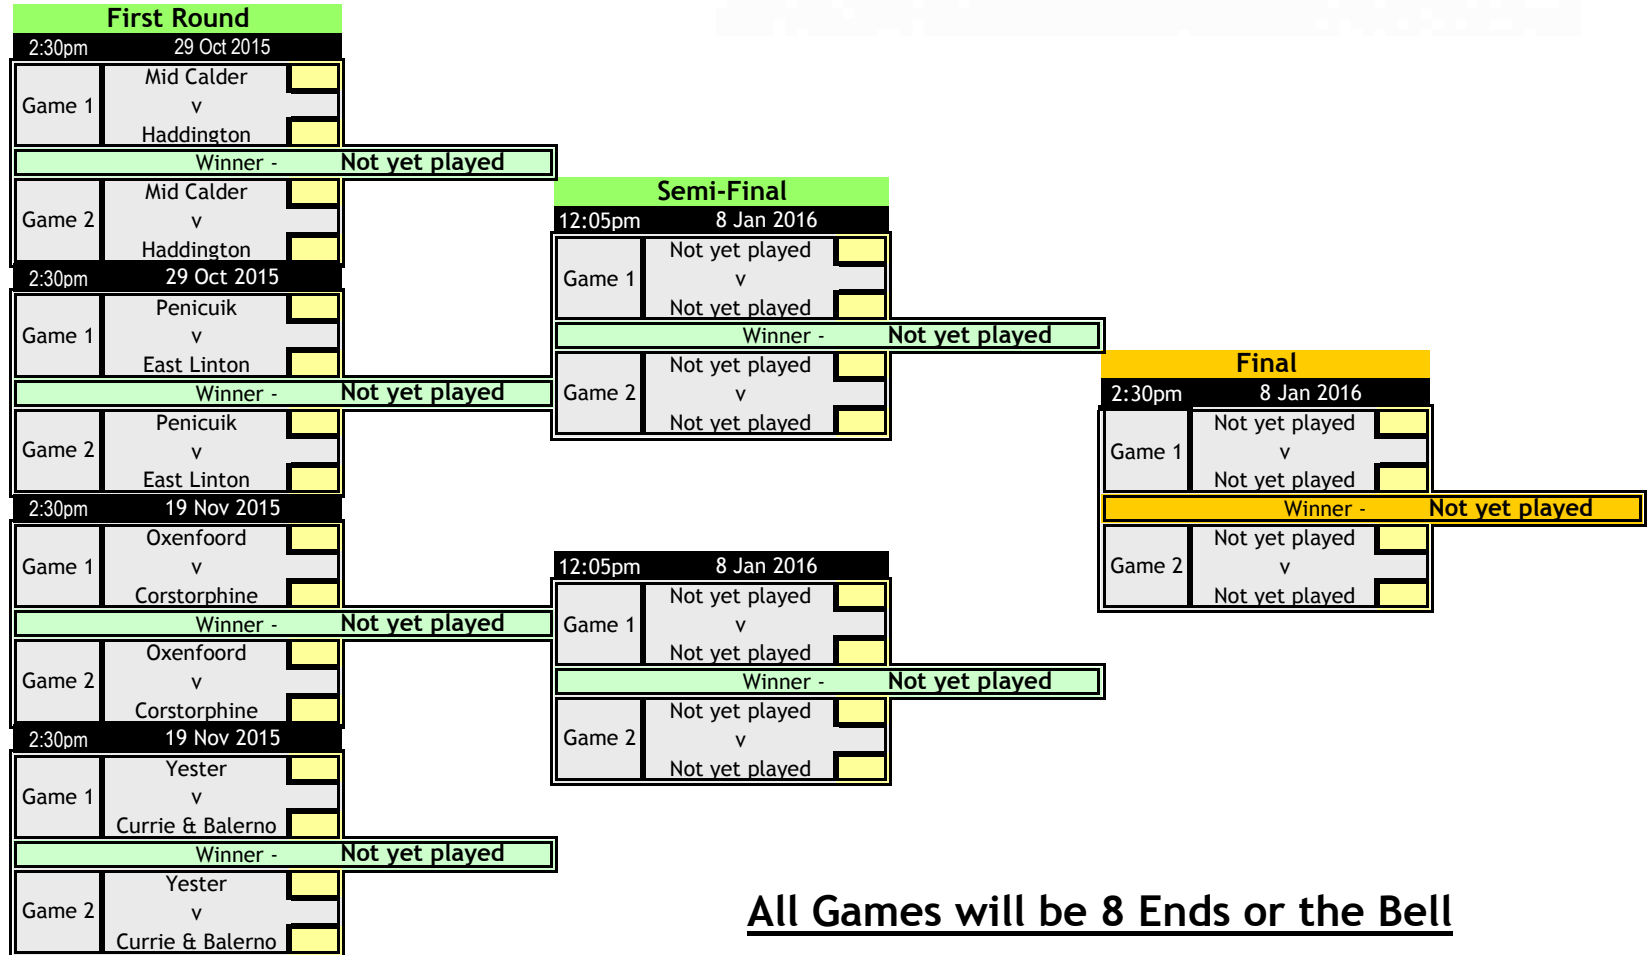 First Round
2:30pm 29 Oct 2015
Mid Calder
Game 1 v
Haddington
Winner - Not yet played
Mid Calder
Game 2 v
Haddington
2:30pm 29 Oct 2015
Penicuik
Game 1 v
East Linton
Winner - Not yet played
Penicuik
Game 2 v
East Linton
2:30pm 19 Nov 2015
Oxenfoord
Game 1 v
Corstorphine
Winner - Not yet played
Oxenfoord
Game 2 v
Corstorphine
2:30pm 19 Nov 2015
Yester
Game 1 v
Currie & Balerno
Winner - Not yet played
Yester
Game 2 v
Currie & Balerno
Semi-Final
12:05pm 8 Jan 2016
Not yet played
Game 1 v
Not yet played
Winner - Not yet played
Not yet played
Game 2 v
Not yet played
12:05pm 8 Jan 2016
Not yet played
Game 1 v
Not yet played
Winner - Not yet played
Not yet played
Game 2 v
Not yet played
Final
2:30pm 8 Jan 2016
Not yet played
Game 1 v
Not yet played
Winner - Not yet played
Not yet played
Game 2 v
Not yet played
All Games will be 8 Ends or the Bell